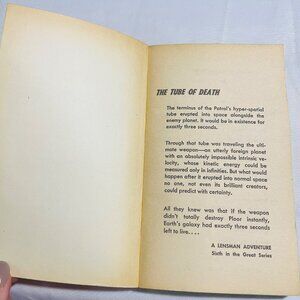 THE TUBE OF DEATH
The terminus of the Patrol's hyper-spatial
tube erupted into space alongside the
enemy planet. It would be in existence for
exactly three seconds.
Through that tube was traveling the ulti-
mate weapon—an utterly foreign planet
with an absolutely impossible intrinsic ve-
locity, whose kinetic energy could be
measured only in infinities. But what would
happen after it erupted into normal space
no one, not even its brilliant creators,
could predict with certainty.
All they knew was that if the weapon
didn't totally destroy Ploor instantly,
Earth's galaxy had exactly three seconds
left to live....
A LENSMAN ADVENTURE
Sixth in the Great Series